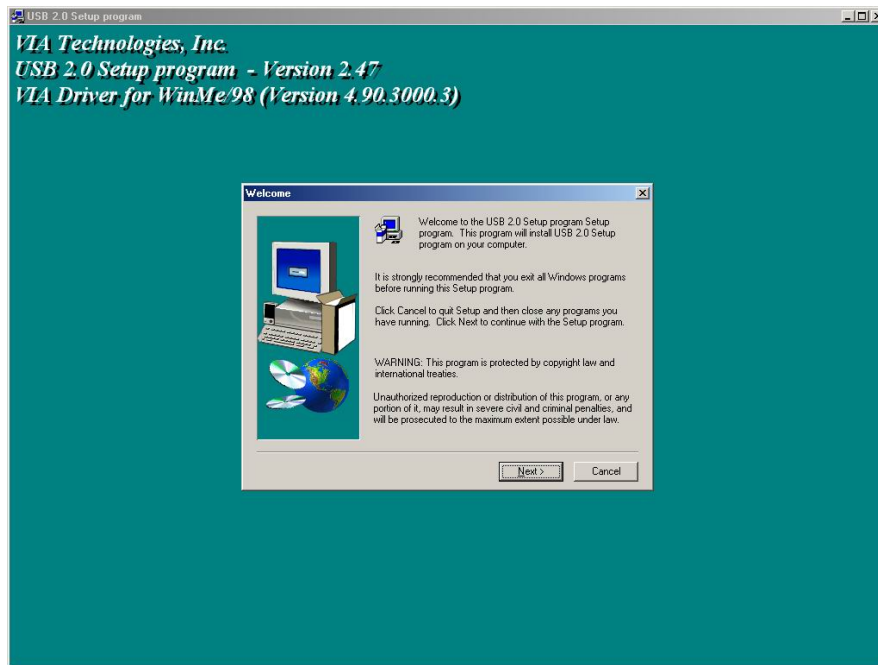 USB 2.0 Setup program
VIA Technologies, Inc.
USB 2.0 Setup program - Version 2.47
VIA Driver for WinMe/98 (Version 4.90.3000.3)
Welcome
Welcome to the USB 2.0 Setup program Setup
program. This program will install USB 2.0 Setup
program on your computer.
It is strongly recommended that you exit all Windows programs
before running this Setup program.
Click Cancel to quit Setup and then close any programs you
have running. Click Next to continue with the Setup program.
WARNING: This program is protected by copyright law and
international treaties.
Unauthorized reproduction or distribution of this program, or any
portion of it, may result in severe civil and criminal penalties, and
will be prosecuted to the maximum extent possible under law.
Next >
Cancel